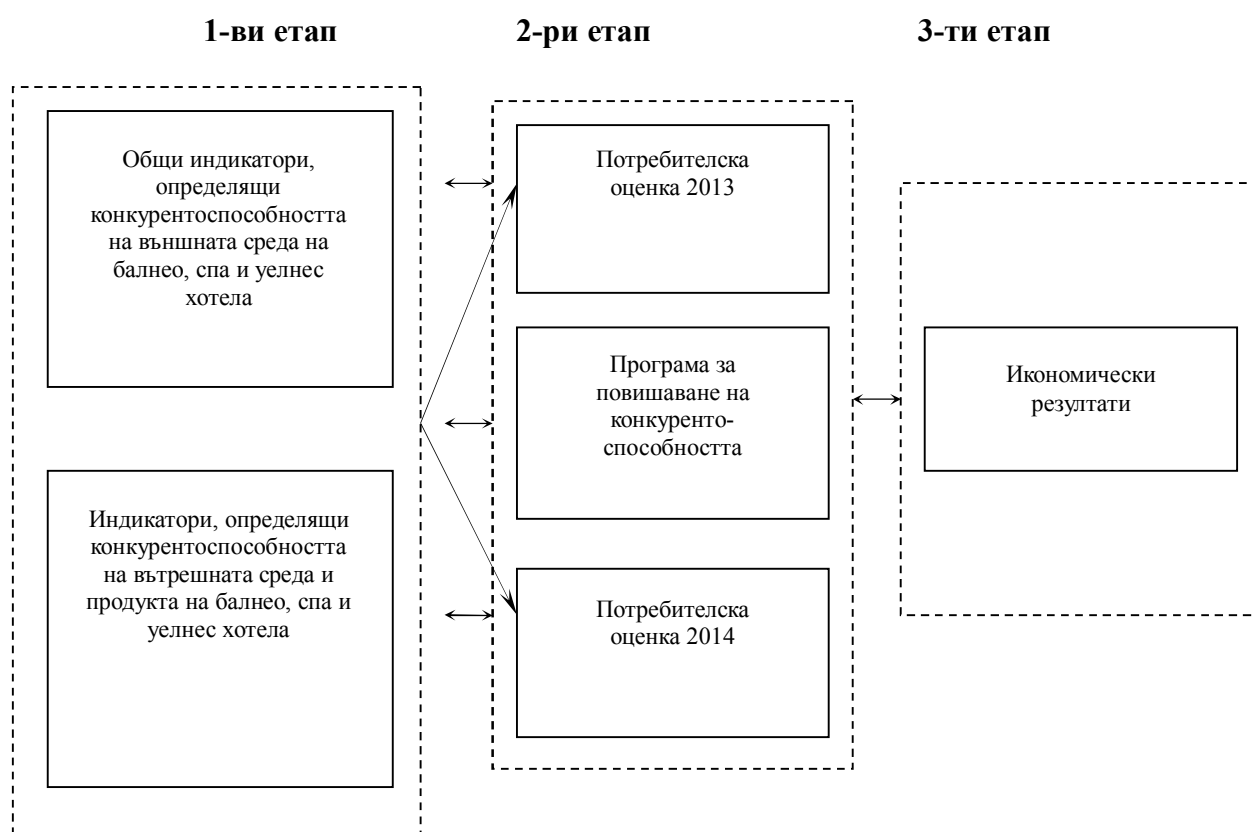 1-ви етап
2-ри етап
3-ти етап
Общи индикатори,
определящи
конкурентоспособността
на външната среда на
балнео, спа и уелнес
хотела
Индикатори, определящи
конкурентоспособността
на вътрешната среда и
продукта на балнео, спа и
уелнес хотела
Потребителска
оценка 2013
Програма за
повишаване на
конкуренто-
способността
Потребителска
оценка 2014
Икономически
резултати